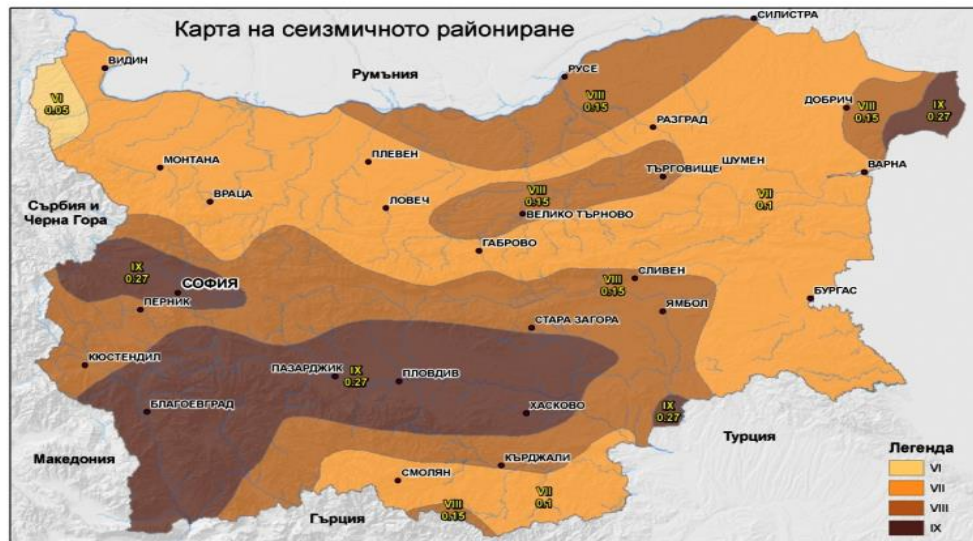 Карта на сеизмичното райониране
СИЛИСТРА
ВИДИН
Румъния
РУСЕ
VI
0.05
VIII
0.15
ДОБРИЧ
VIII
0.15
IX
0.27
РАЗГРАД
МОНТАНА
ПЛЕВЕН
ШУМЕН
ТЪРГОВИЩЕ
ВАРНА
ВРАЦА
ЛОВЕЧ
VIII
0.15
VII
0.1
Сърбия и
Черна Гора
ВЕЛИКО ТЪРНОВО
ГАБРОВО
IX
0.27
СОФИЯ
СЛИВЕН
VIII
0.15
ПЕРНИК
ЯМБОЛ
БУРГАС
СТАРА ЗАГОРА
КЮСТЕНДИЛ
ПАЗАРДЖИК
IX
0.27
ПЛОВДИВ
БЛАГОЕВГРАД
ХАСКОВО
IX
0.27
Турция
Македония
КЪРДЖАЛИ
СМОЛЯН
VII
0.1
VIII
0.15
Гърция
Легенда
VI
VII
VIII
IX